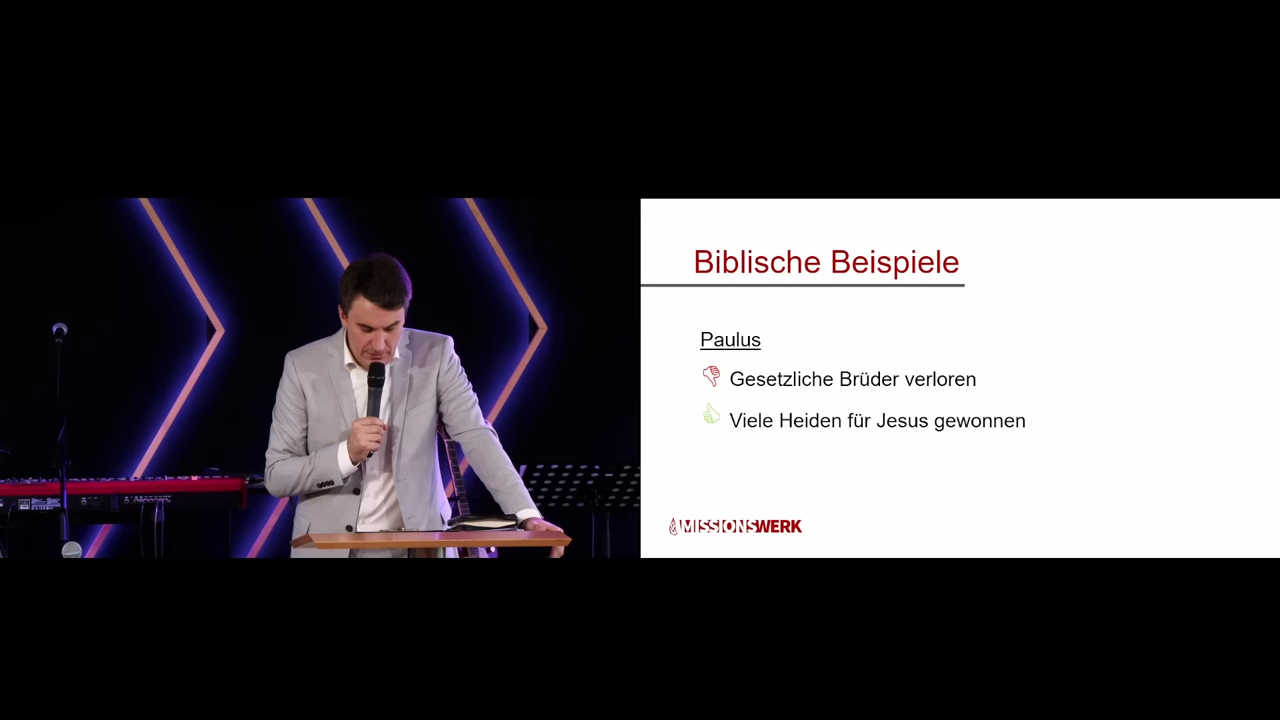 Biblische Beispiele
Paulus
Gesetzliche Brüder verloren
Viele Heiden für Jesus gewonnen
MISSIONSWERK